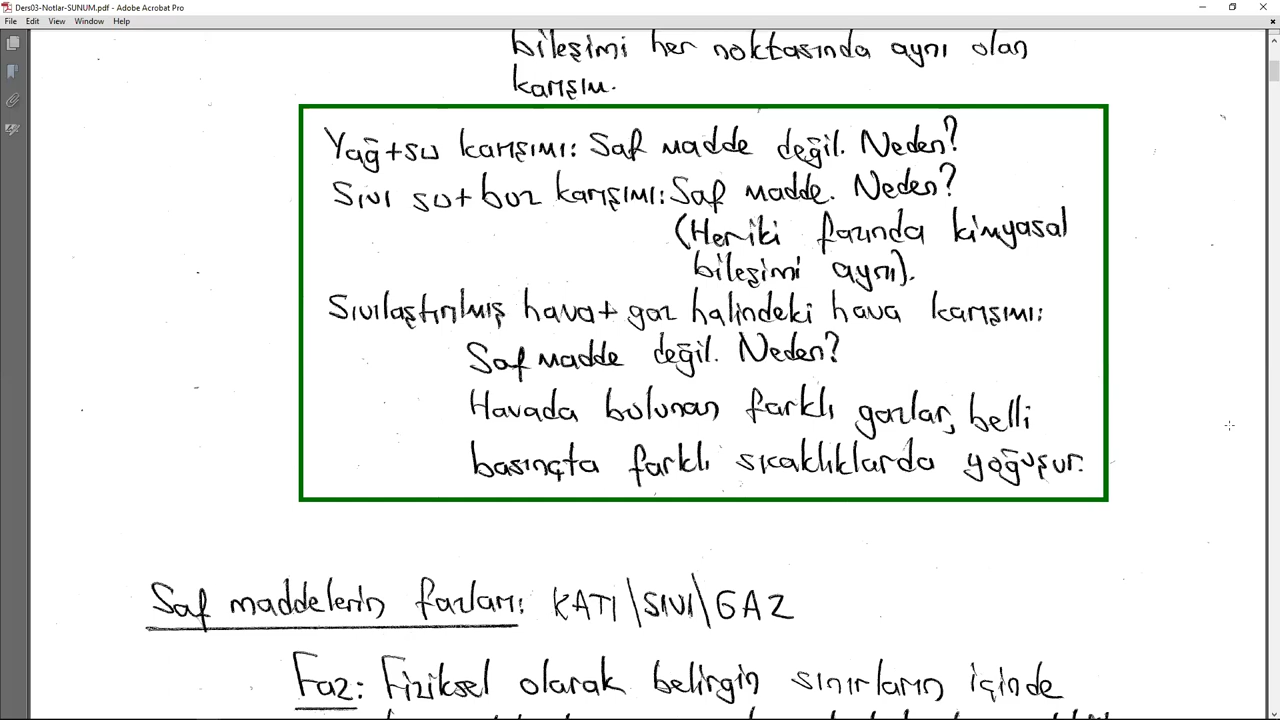 Ders03-Notlar-SUNUM.pdf - Adobe Acrobat Pro
File Edit View Window Help
bileşimi her noktasında aynı olan
karışım.
Yağ+su karışımı: Saf madde değil. Neden?
Sıvı su+buz karışımı: Saf madde. Neden?
(Heriki fazında kimyasal
bileşimi aynı).
Sıvılaştırılmış hava+ gaz halindeki hava karışımı:
Saf madde değil. Neden?
Havada bulunan farklı gazlar, belli
basınçta farklı sıcaklıklarda yoğuşur.
Saf maddelerin fazları: KATI\SIVI\GAZ
Faz: Fiziksel olarak belirgin sınırların içinde